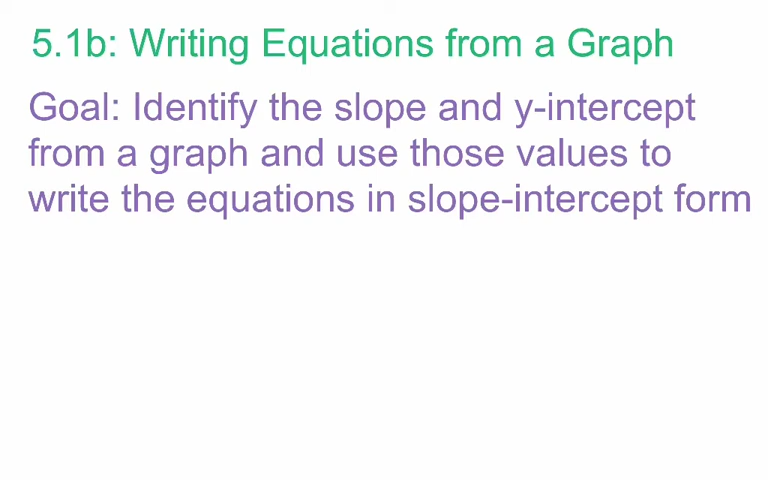 5.1b: Writing Equations from a Graph
Goal: Identify the slope and y-intercept
from a graph and use those values to
write the equations in slope-intercept form